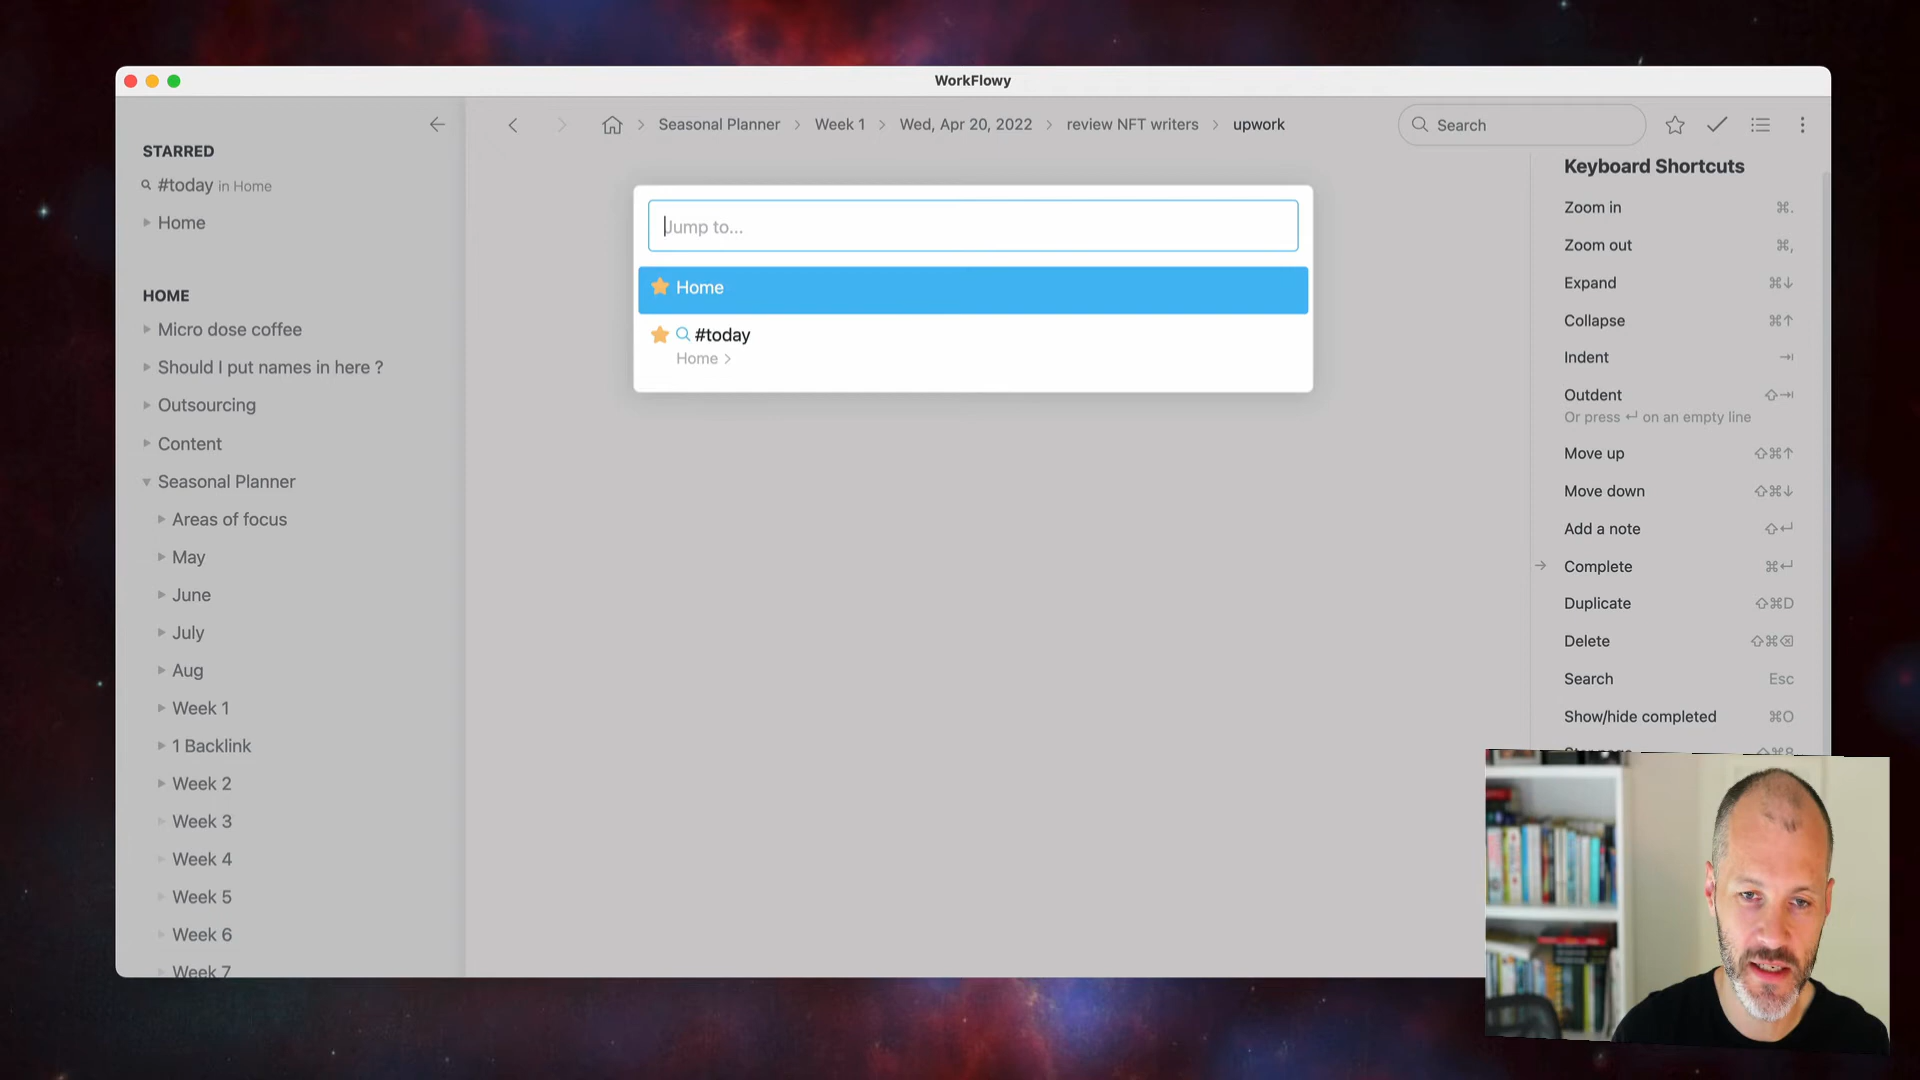 WorkFlowy
STARRED
#today in Home
Home
HOME
Micro dose coffee
Should I put names in here ?
Outsourcing
Content
Seasonal Planner
Areas of focus
May
June
July
Aug
Week 1
1 Backlink
Week 2
Week 3
Week 4
Week 5
Week 6
Week 7
Seasonal Planner > Week 1 > Wed, Apr 20, 2022 > review NFT writers > upwork
Search
Jump to...
Home
#today
Home >
Keyboard Shortcuts
Zoom in ⌘.
Zoom out ⌘,
Expand ⌘↓
Collapse ⌘↑
Indent ⇥
Outdent ⇧⇥
Or press ↵ on an empty line
Move up ⇧⌘↑
Move down ⇧⌘↓
Add a note ⇧↵
Complete ⌘↵
Duplicate ⇧⌘D
Delete ⇧⌘⌫
Search Esc
Show/hide completed ⌘O